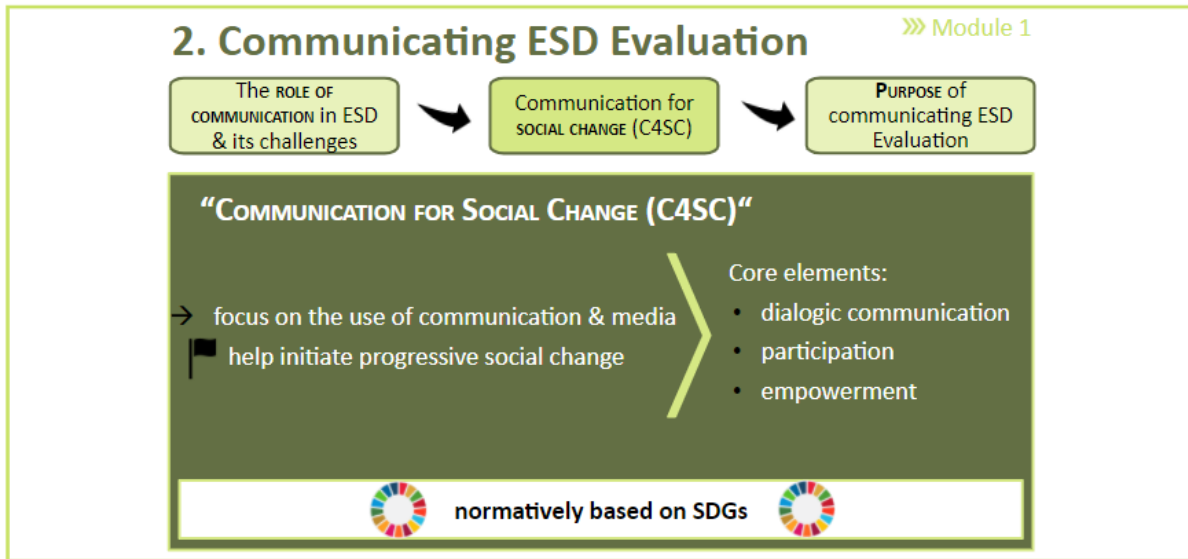 2. Communicating ESD Evaluation
»» Module 1
The ROLE OF
COMMUNICATION in ESD
& its challenges
Communication for
SOCIAL CHANGE (C4SC)
PURPOSE of
communicating ESD
Evaluation
“COMMUNICATION FOR SOCIAL CHANGE (C4SC)“
→ focus on the use of communication & media
help initiate progressive social change
Core elements:
• dialogic communication
• participation
• empowerment
normatively based on SDGs